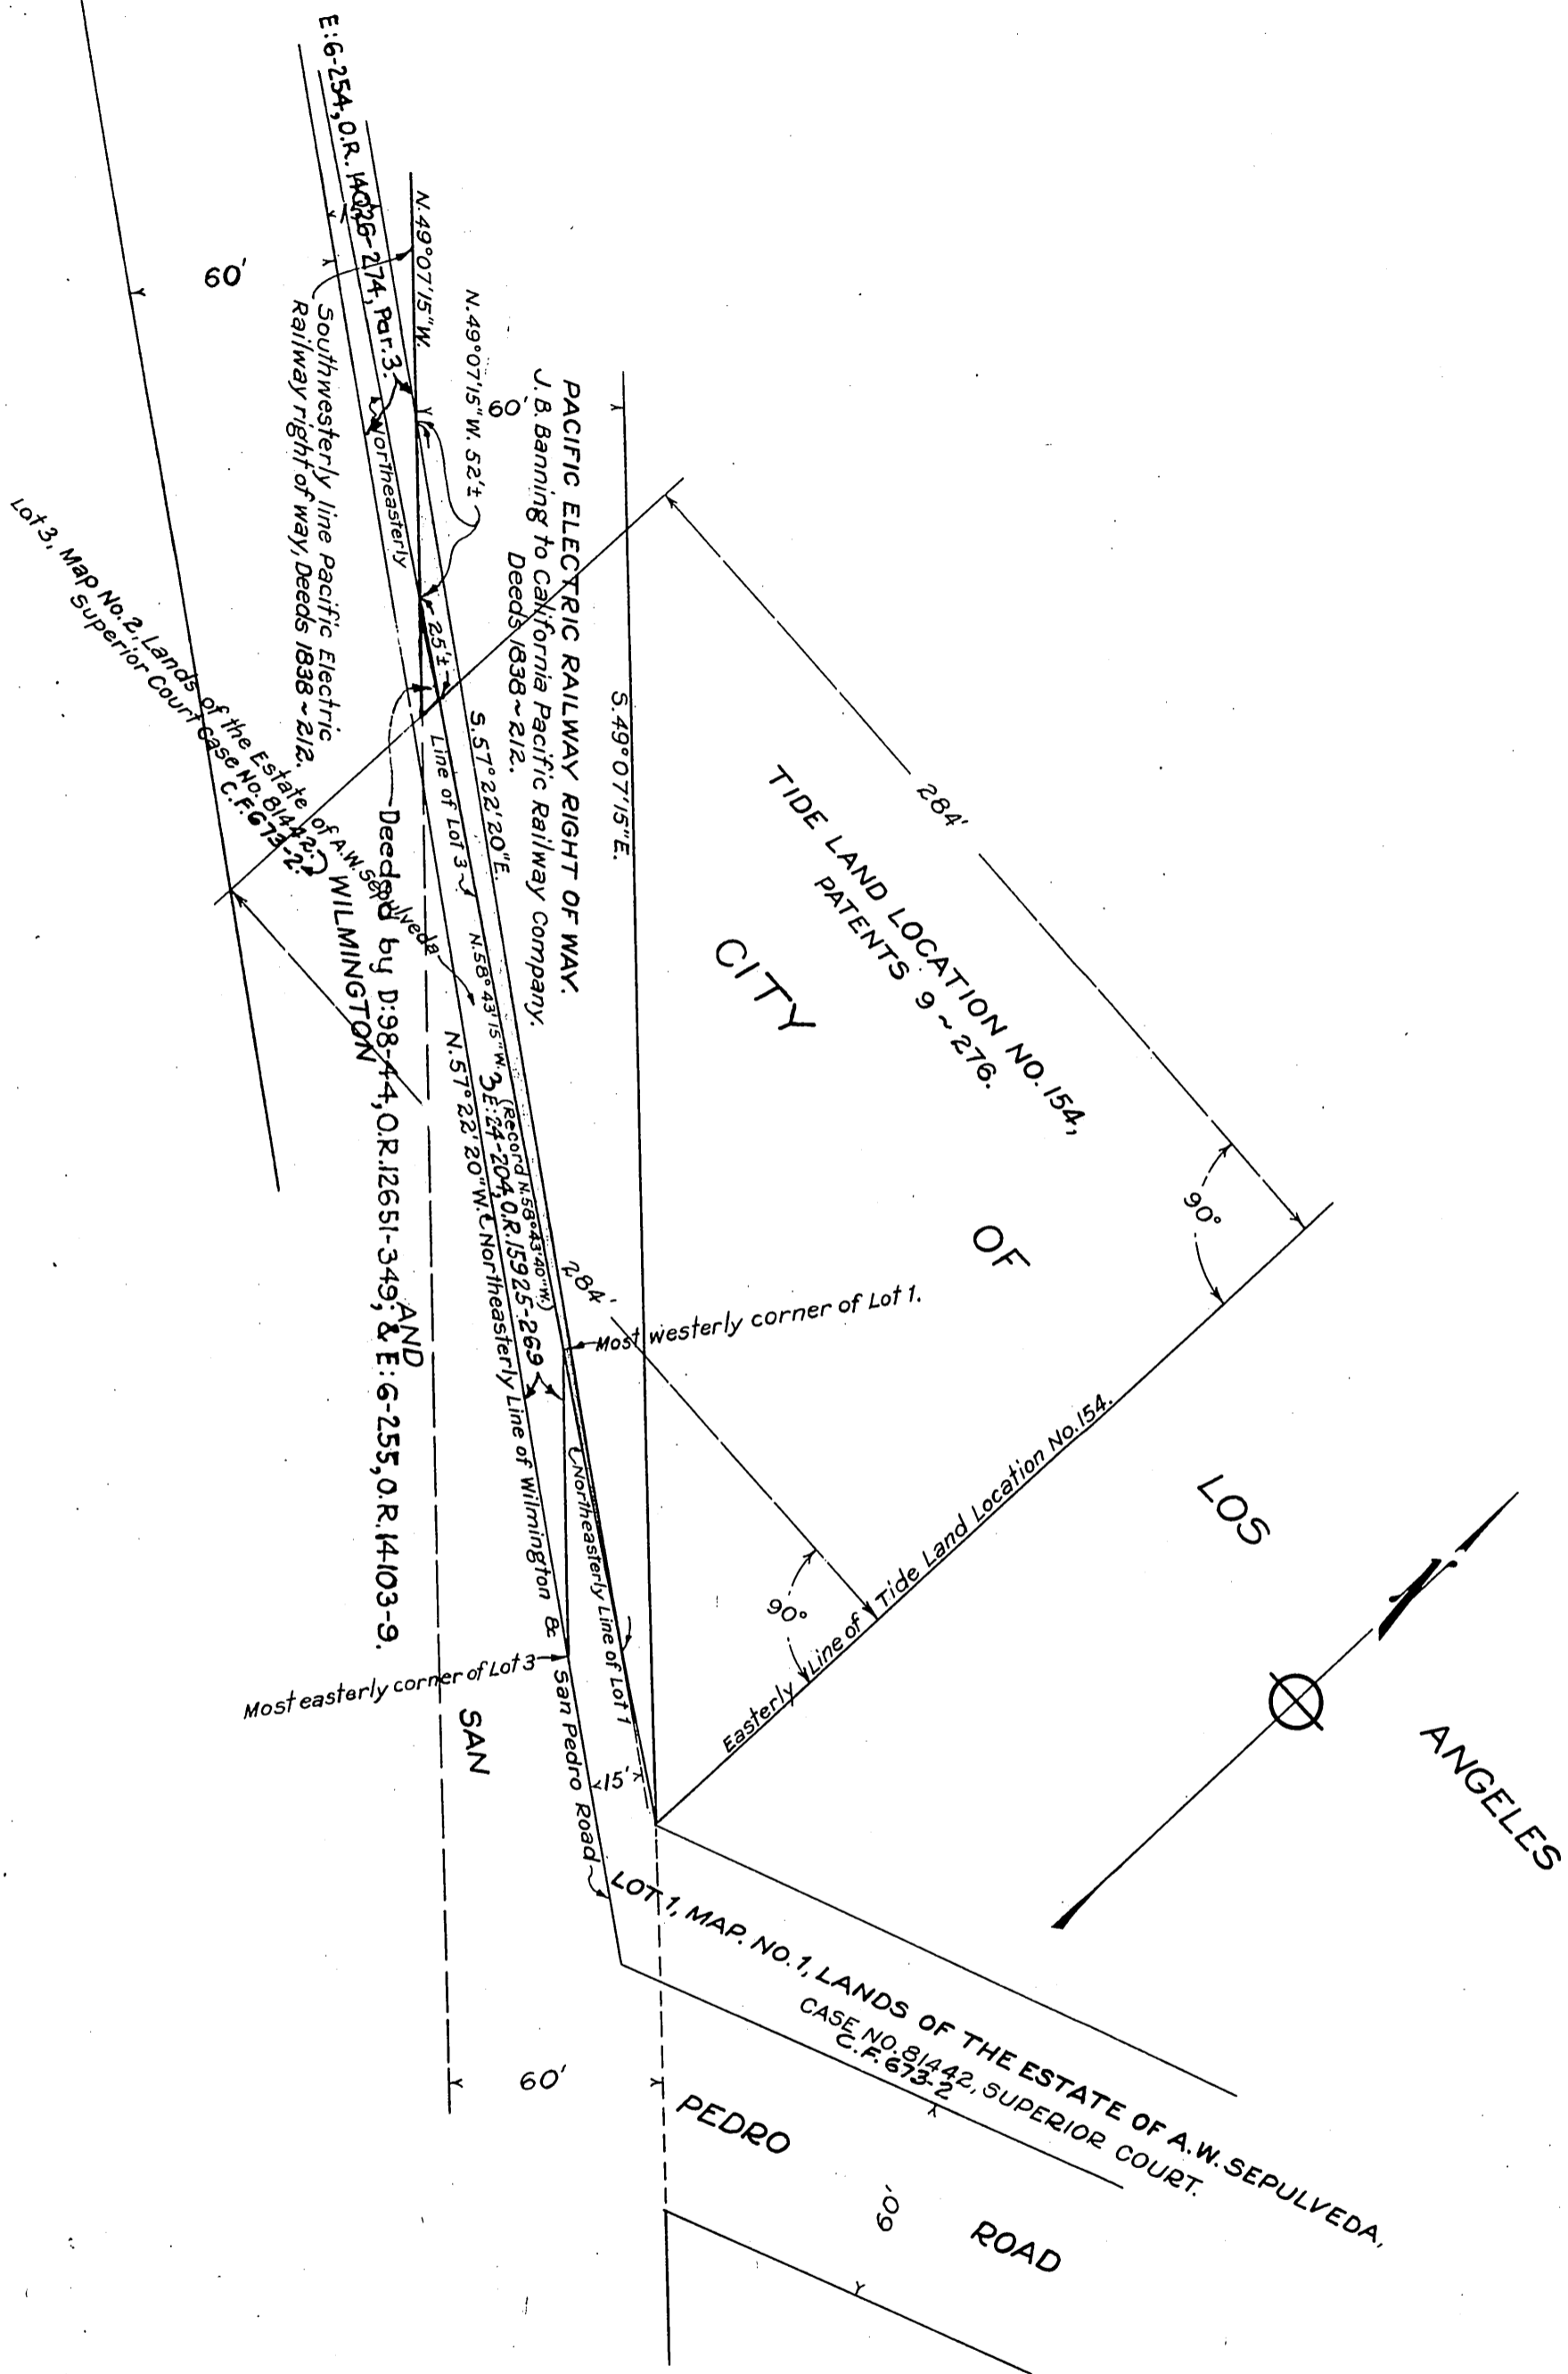 E:6-254, O.R. 14026-274, Par. 3.
N.49°07'15"W.
N.49°07'15"W. 52'±
60'
60'
PACIFIC ELECTRIC RAILWAY RIGHT OF WAY.
J. B. Banning to California Pacific Railway Company.
Deeds 1838~212.
S.49°07'15"E.
Southwesterly line Pacific Electric
Railway right of way, Deeds 1838~212.
Northeasterly
25'±
Line of Lot 3
S.57°22'20"E.
Lot 3, Map No. 2, Lands of the Estate of A.W. Sepulveda
Superior Court Case No. 81442.
C.F. 673-2.
Deeded by D:98-44, O.R. 12651-349; & E:6-255, O.R. 14103-9.
N.58°43'15"W.
(Record N.58°43'40"W.)
E:24-204, O.R. 15925-269
N.57°22'20"W.
Northeasterly Line of Wilmington & San Pedro Road
TIDE LAND LOCATION NO. 154,
PATENTS 9~276.
284'
90°
284'
90°
Easterly Line of Tide Land Location No. 154.
Most westerly corner of Lot 1.
Northeasterly Line of Lot 1
Most easterly corner of Lot 3
15'
CITY
OF
LOS
ANGELES
WILMINGTON
AND
SAN
PEDRO
ROAD
60'
60'
LOT 1, MAP. NO. 1, LANDS OF THE ESTATE OF A.W. SEPULVEDA,
CASE NO. 81442, SUPERIOR COURT.
C.F. 673-2